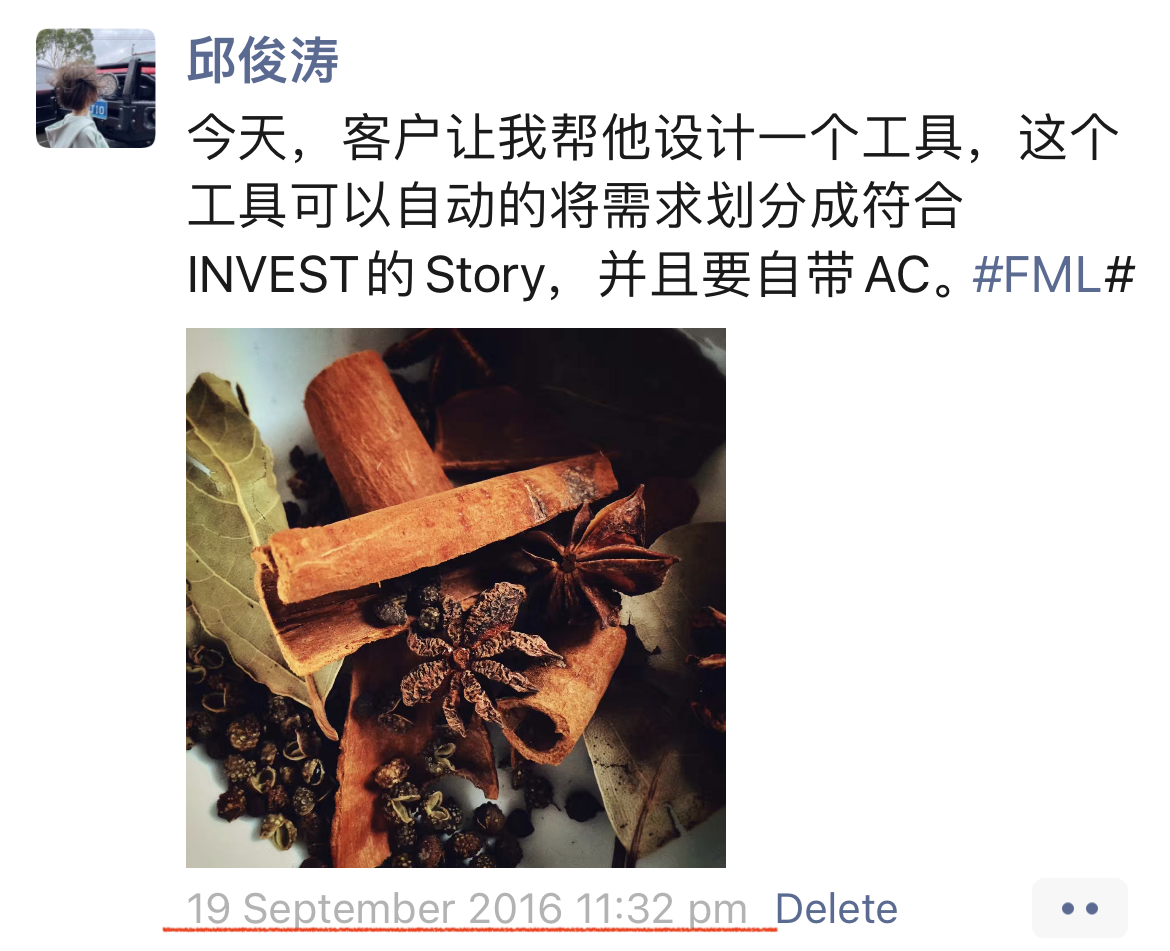 邱俊涛
今天，客户让我帮他设计一个工具，这个
工具可以自动的将需求划分成符合
INVEST的Story，并且要自带AC。#FML#
19 September 2016 11:32 pm Delete